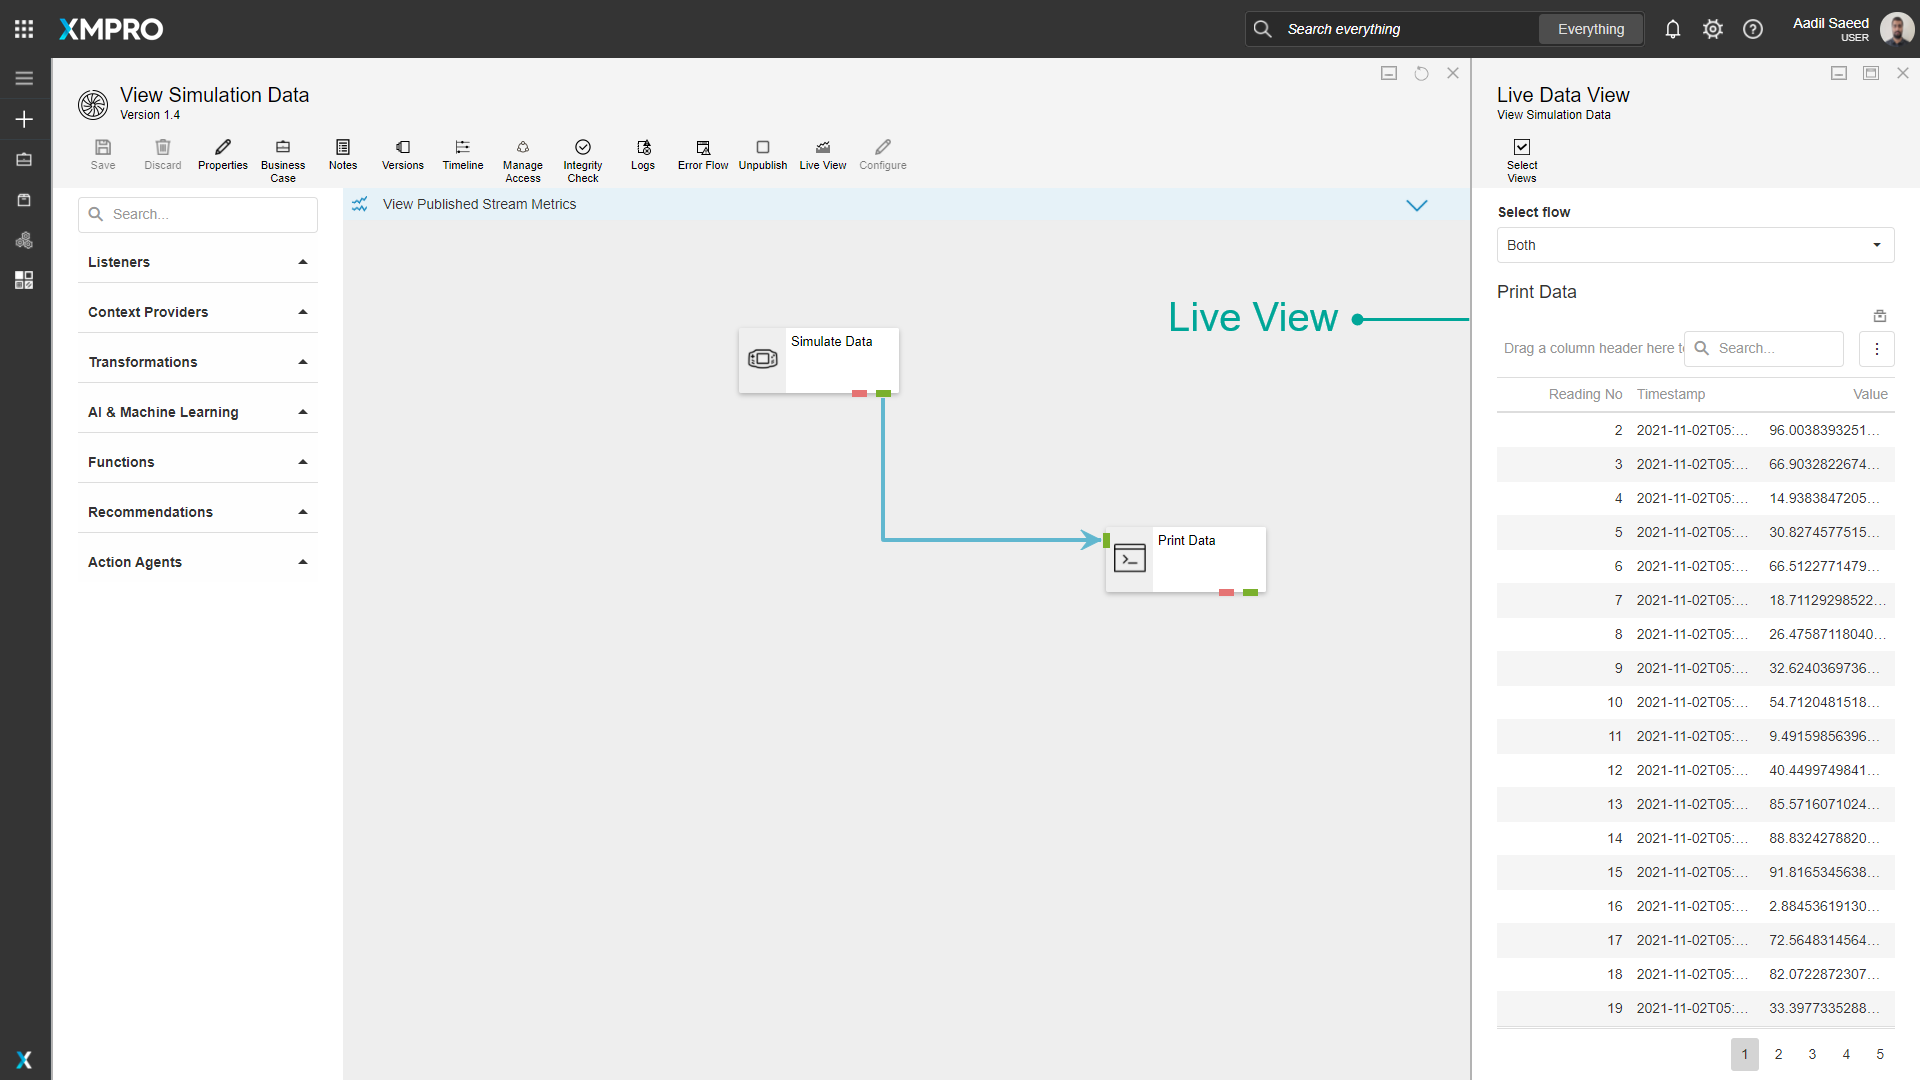 XMPRO
Search everything
Everything
Aadil Saeed
USER
View Simulation Data
Version 1.4
Save
Discard
Properties
Business
Case
Notes
Versions
Timeline
Manage
Access
Integrity
Check
Logs
Error Flow
Unpublish
Live View
Configure
Search...
Listeners
Context Providers
Transformations
AI & Machine Learning
Functions
Recommendations
Action Agents
View Published Stream Metrics
Simulate Data
Print Data
Live View
Live Data View
View Simulation Data
Select
Views
Select flow
Both
Print Data
Drag a column header here to
Search...
Reading No Timestamp Value
2 2021-11-02T05:... 96.0038393251...
3 2021-11-02T05:... 66.9032822674...
4 2021-11-02T05:... 14.9383847205...
5 2021-11-02T05:... 30.8274577515...
6 2021-11-02T05:... 66.5122771479...
7 2021-11-02T05:... 18.71129298522...
8 2021-11-02T05:... 26.47587118040...
9 2021-11-02T05:... 32.6240369736...
10 2021-11-02T05:... 54.7120481518...
11 2021-11-02T05:... 9.49159856396...
12 2021-11-02T05:... 40.4499749841...
13 2021-11-02T05:... 85.5716071024...
14 2021-11-02T05:... 88.8324278820...
15 2021-11-02T05:... 91.8165345638...
16 2021-11-02T05:... 2.88453619130...
17 2021-11-02T05:... 72.5648314564...
18 2021-11-02T05:... 82.0722872307...
19 2021-11-02T05:... 33.3977335288...
1 2 3 4 5
X